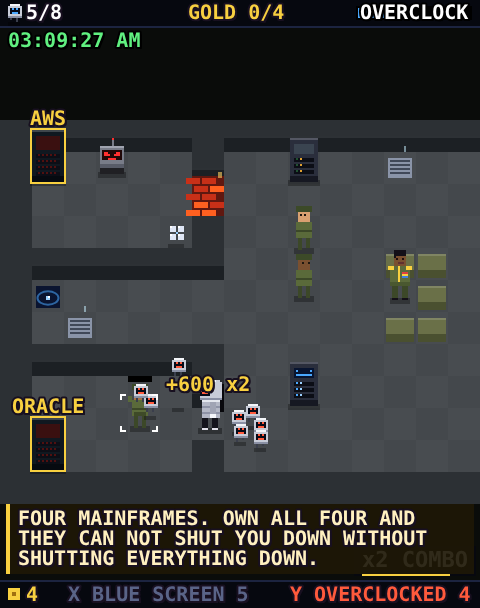 5/8 GOLD 0/4 OVERCLOCK
03:09:27 AM
AWS
+600 x2
ORACLE
FOUR MAINFRAMES. OWN ALL FOUR AND
THEY CAN NOT SHUT YOU DOWN WITHOUT
SHUTTING EVERYTHING DOWN.
x2 COMBO
4 X BLUE SCREEN 5 Y OVERCLOCKED 4